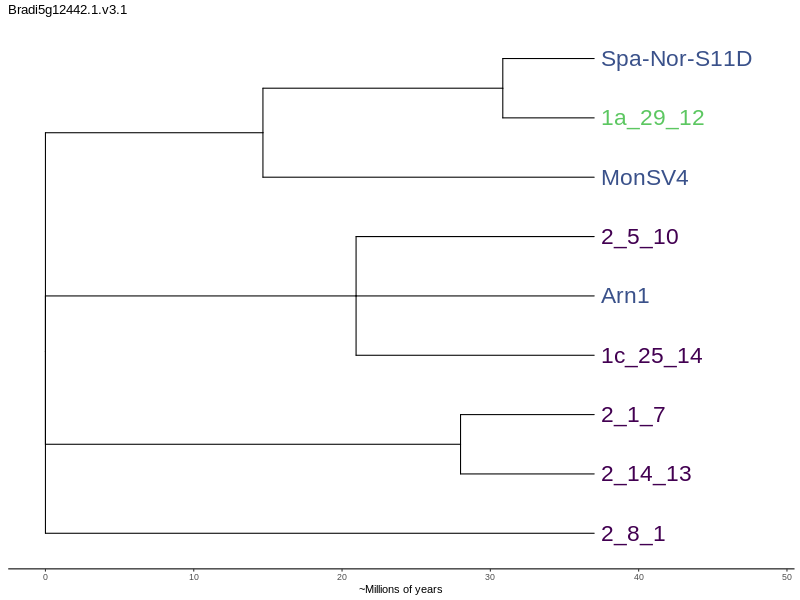 Bradi5g12442.1.v3.1
Spa-Nor-S11D
1a_29_12
MonSV4
2_5_10
Arn1
1c_25_14
2_1_7
2_14_13
2_8_1
0 10 20 30 40 50
~Millions of years